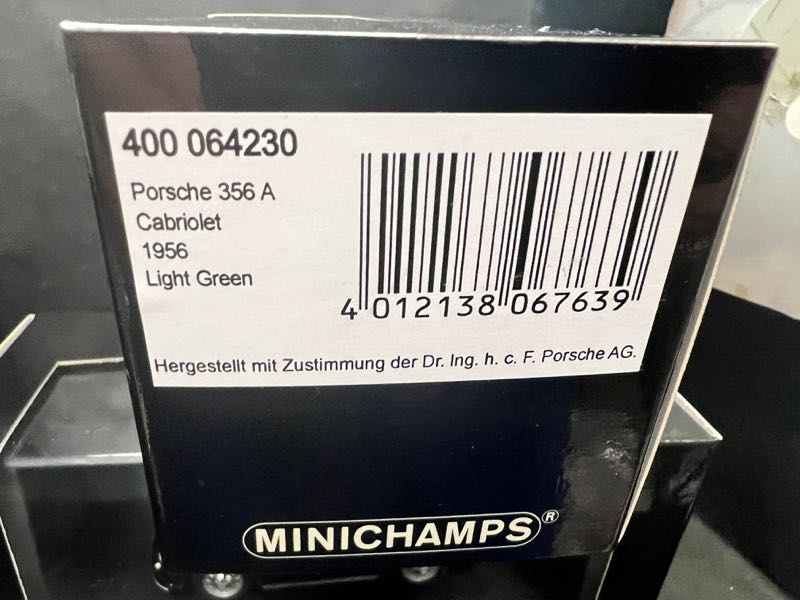 400 064230
Porsche 356 A
Cabriolet
1956
Light Green
4 012138 067639
Hergestellt mit Zustimmung der Dr. Ing. h. c. F. Porsche AG.
MINICHAMPS®